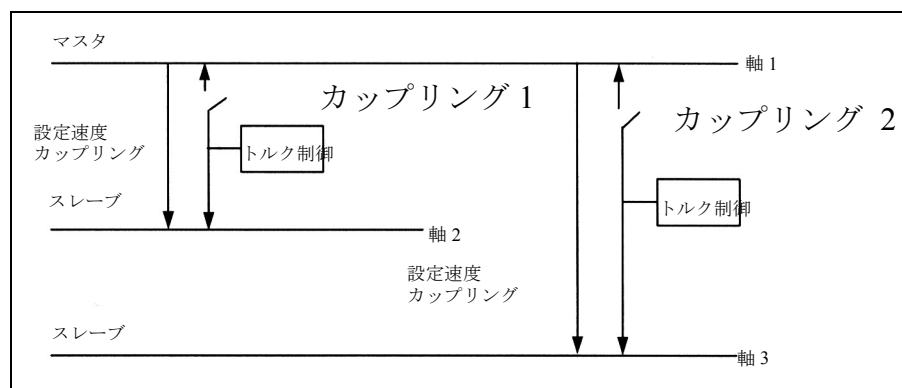 マスタ
軸 1
カップリング 1
カップリング 2
設定速度
カップリング
トルク制御
スレーブ
トルク制御
軸 2
設定速度
カップリング
スレーブ
軸 3